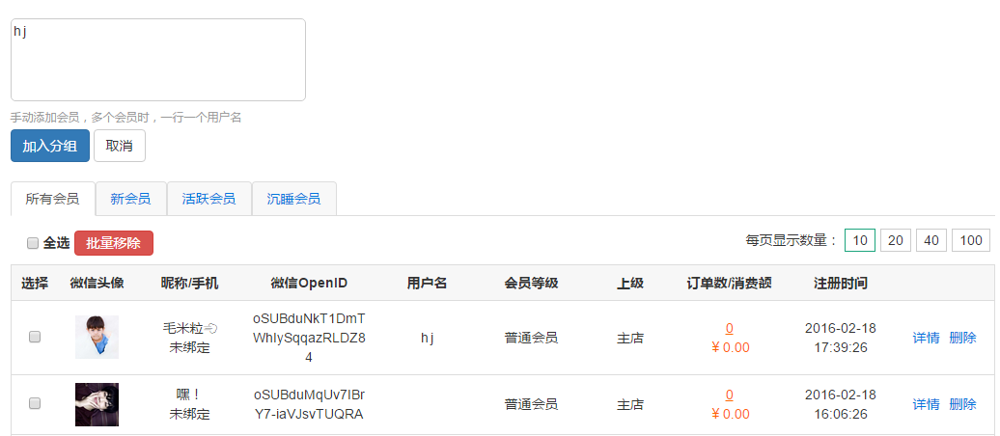 hj
手动添加会员，多个会员时，一行一个用户名
加入分组 取消
所有会员 新会员 活跃会员 沉睡会员
全选 批量移除 每页显示数量： 10 20 40 100
选择 微信头像 昵称/手机 微信OpenID 用户名 会员等级 上级 订单数/消费额 注册时间
毛米粒💨 未绑定 oSUBduNkT1DmTWhIySqqazRLDZ84 hj 普通会员 主店 0 ¥0.00 2016-02-18 17:39:26 详情 删除
嘿！ 未绑定 oSUBduMqUv7IBrY7-iaVJsvTUQRA 普通会员 主店 0 ¥0.00 2016-02-18 16:06:26 详情 删除